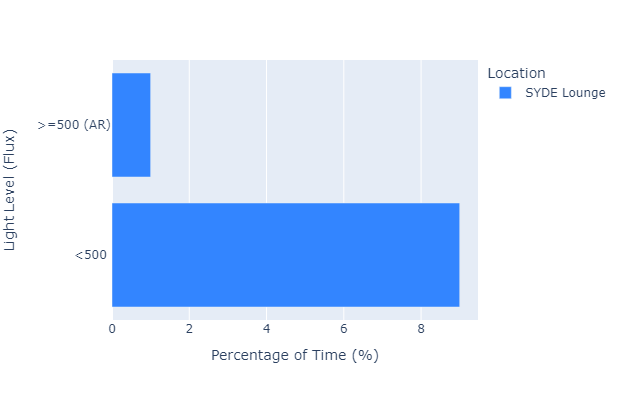 Location
SYDE Lounge
>=500 (AR)
<500
Light Level (Flux)
0 2 4 6 8
Percentage of Time (%)